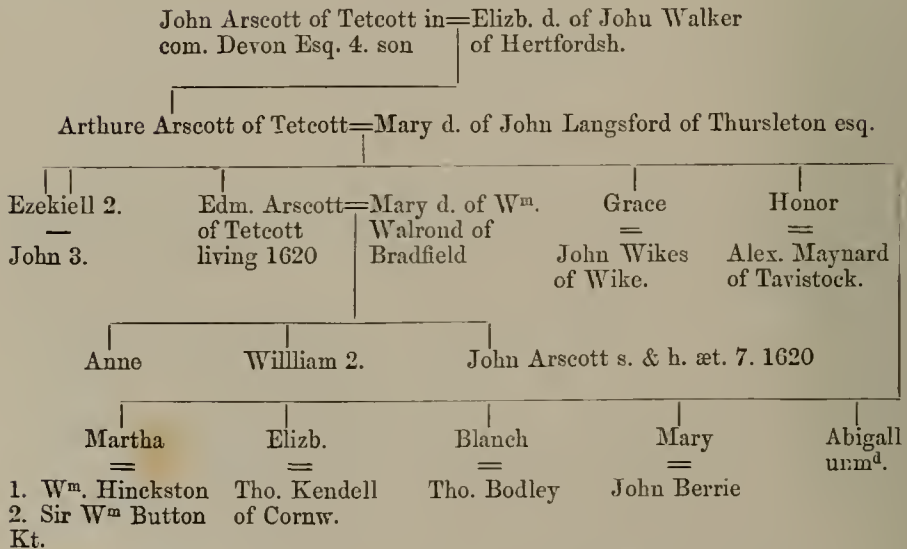 John Arscott of Tetcott in=Elizb. d. of Johu Walker
com. Devon Esq. 4. son of Hertfordsh.
Arthure Arscott of Tetcott=Mary d. of John Langsford of Thursleton esq.
Ezekiell 2. Edm. Arscott=Mary d. of Wm. Grace Honor
— of Tetcott Walrond of = =
John 3. living 1620 Bradfield John Wikes Alex. Maynard
of Wike. of Tavistock.
Anne Willliam 2. John Arscott s. & h. æt. 7. 1620
Martha Elizb. Blanch Mary Abigall
= = = = unmd.
1. Wm. Hinckston Tho. Kendell Tho. Bodley John Berrie
2. Sir Wm Button of Cornw.
Kt.